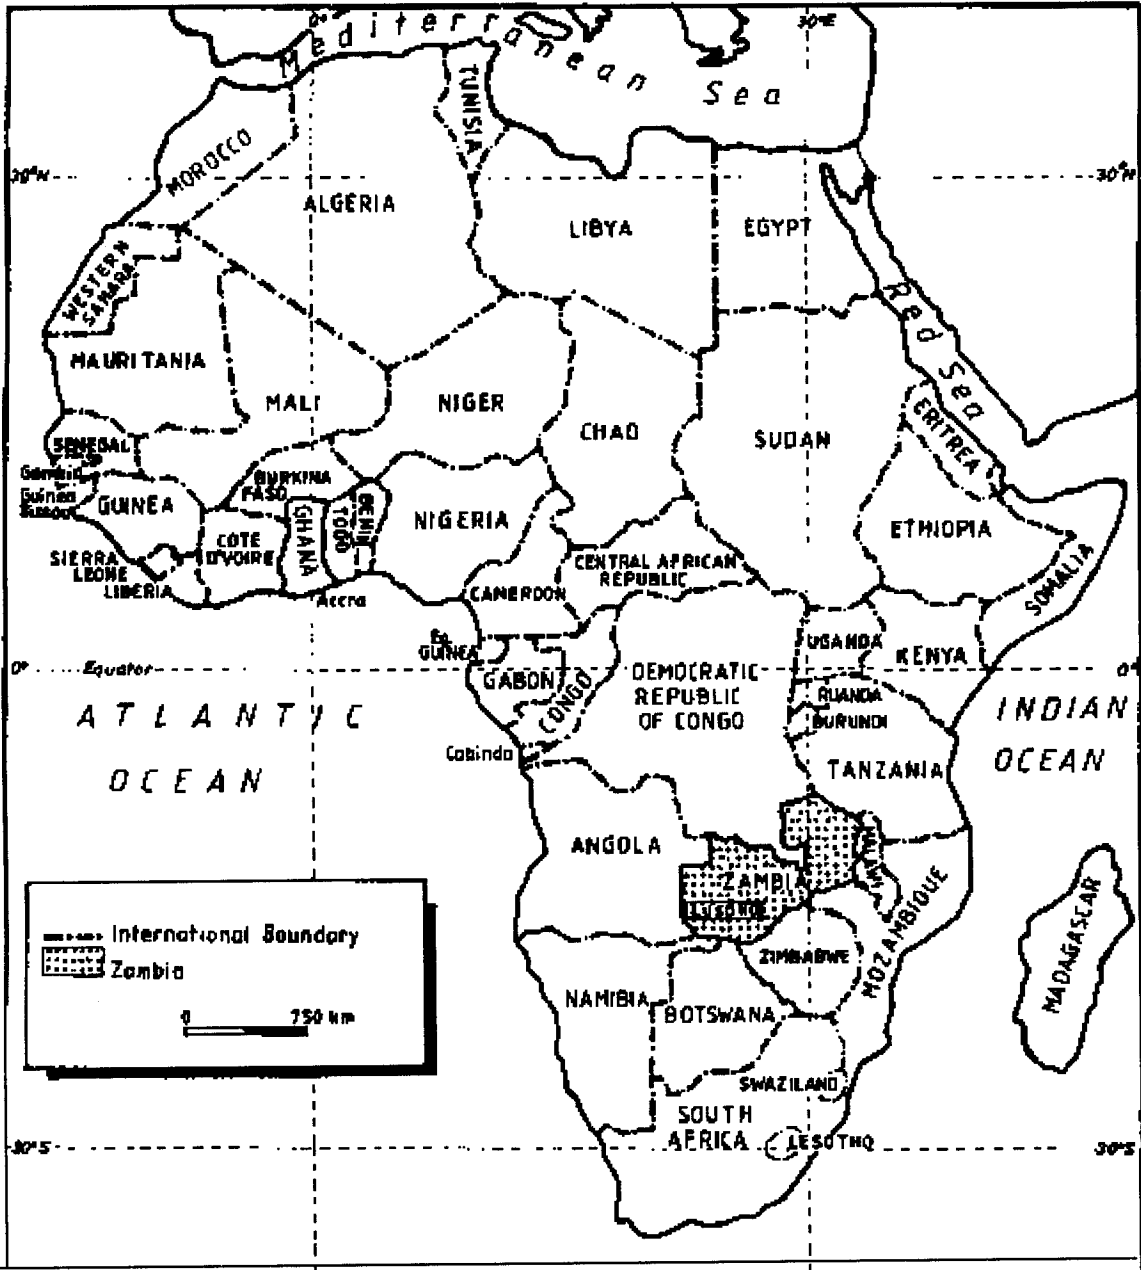 0°
30°E
Mediterranean Sea
TUNISIA
MOROCCO
30°N
30°N
ALGERIA
LIBYA
EGYPT
WESTERN
SAHARA
Red Sea
MAURITANIA
MALI
NIGER
CHAD
SUDAN
ERITREA
SENEGAL
Gambia
Guinea
Bissau
GUINEA
BURKINA
FASO
BENIN
TOGO
GHANA
NIGERIA
ETHIOPIA
COTE
D'VOIRE
SIERRA
LEONE
LIBERIA
Accra
CENTRAL AFRICAN
REPUBLIC
CAMEROON
SOMALIA
Eq.
GUINEA
UGANDA
KENYA
0°
Equator
0°
GABON
CONGO
DEMOCRATIC
REPUBLIC
OF CONGO
RUANDA
BURUNDI
ATLANTIC
OCEAN
INDIAN
OCEAN
Cabinda
TANZANIA
ANGOLA
MALAWI
ZAMBIA
LUSAKA
MOZAMBIQUE
MADAGASCAR
International Boundary
Zambia
0 750 km
ZIMBABWE
NAMIBIA
BOTSWANA
SWAZILAND
SOUTH
AFRICA
LESOTHO
30°S
30°S